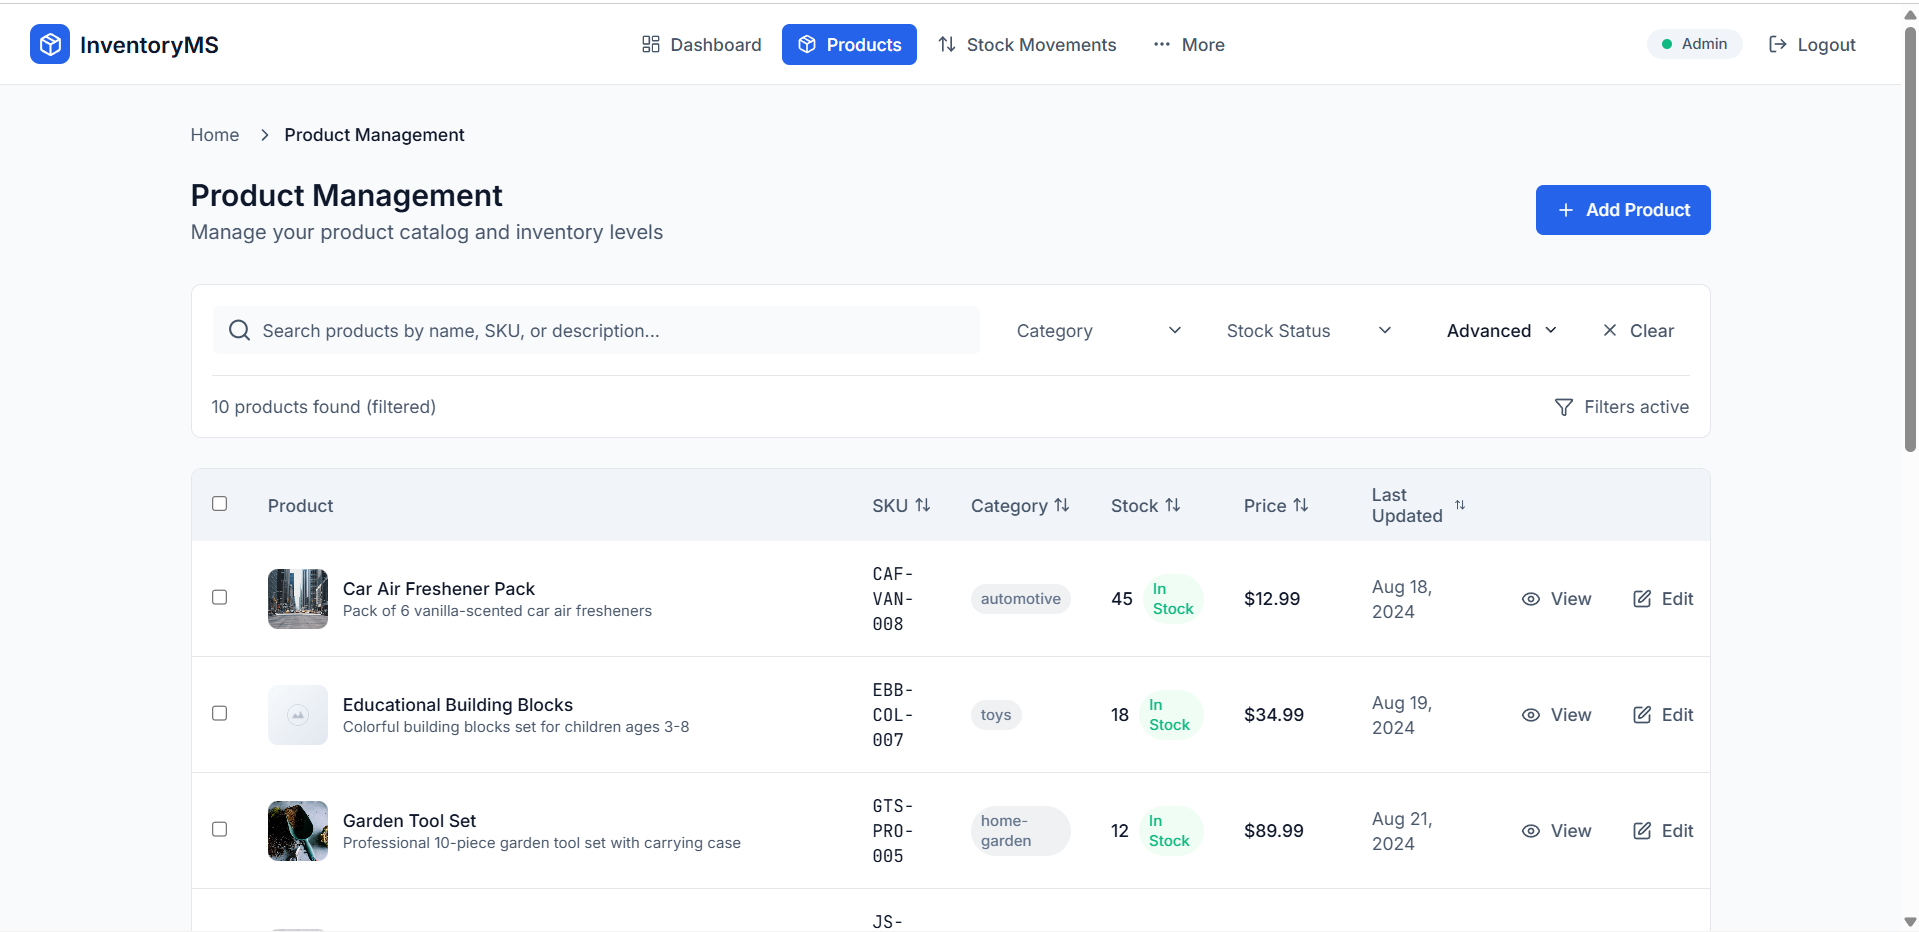 InventoryMS
Dashboard
Products
Stock Movements
More
Admin
Logout
Home
Product Management
Product Management
Manage your product catalog and inventory levels
Add Product
Search products by name, SKU, or description...
Category
Stock Status
Advanced
Clear
10 products found (filtered)
Filters active
Product
SKU
Category
Stock
Price
Last
Updated
Car Air Freshener Pack
Pack of 6 vanilla-scented car air fresheners
CAF-
VAN-
008
automotive
45
In
Stock
$12.99
Aug 18,
2024
View
Edit
Educational Building Blocks
Colorful building blocks set for children ages 3-8
EBB-
COL-
007
toys
18
In
Stock
$34.99
Aug 19,
2024
View
Edit
Garden Tool Set
Professional 10-piece garden tool set with carrying case
GTS-
PRO-
005
home-
garden
12
In
Stock
$89.99
Aug 21,
2024
View
Edit
JS-